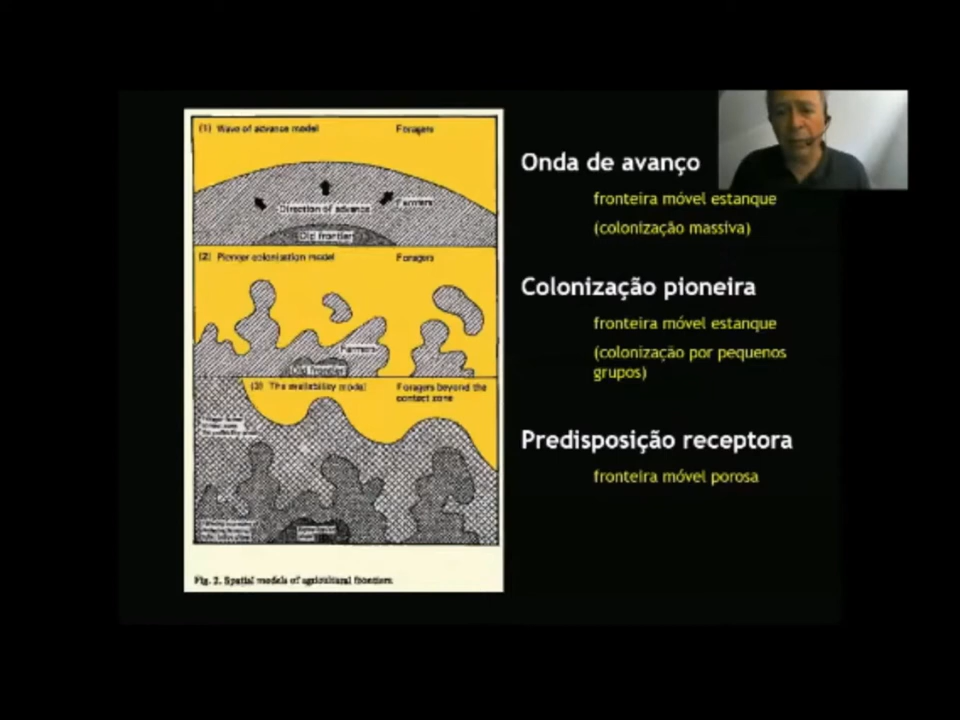 (1) Wave of advance model
Foragers
Direction of advance
Farmers
Old frontier
(2) Pioneer colonisation model
Foragers
Farmers
Old frontier
(3) The availability model
Foragers beyond the
contact zone
Fig. 2. Spatial models of agricultural frontiers.
Onda de avanço
fronteira móvel estanque
(colonização massiva)
Colonização pioneira
fronteira móvel estanque
(colonização por pequenos
grupos)
Predisposição receptora
fronteira móvel porosa